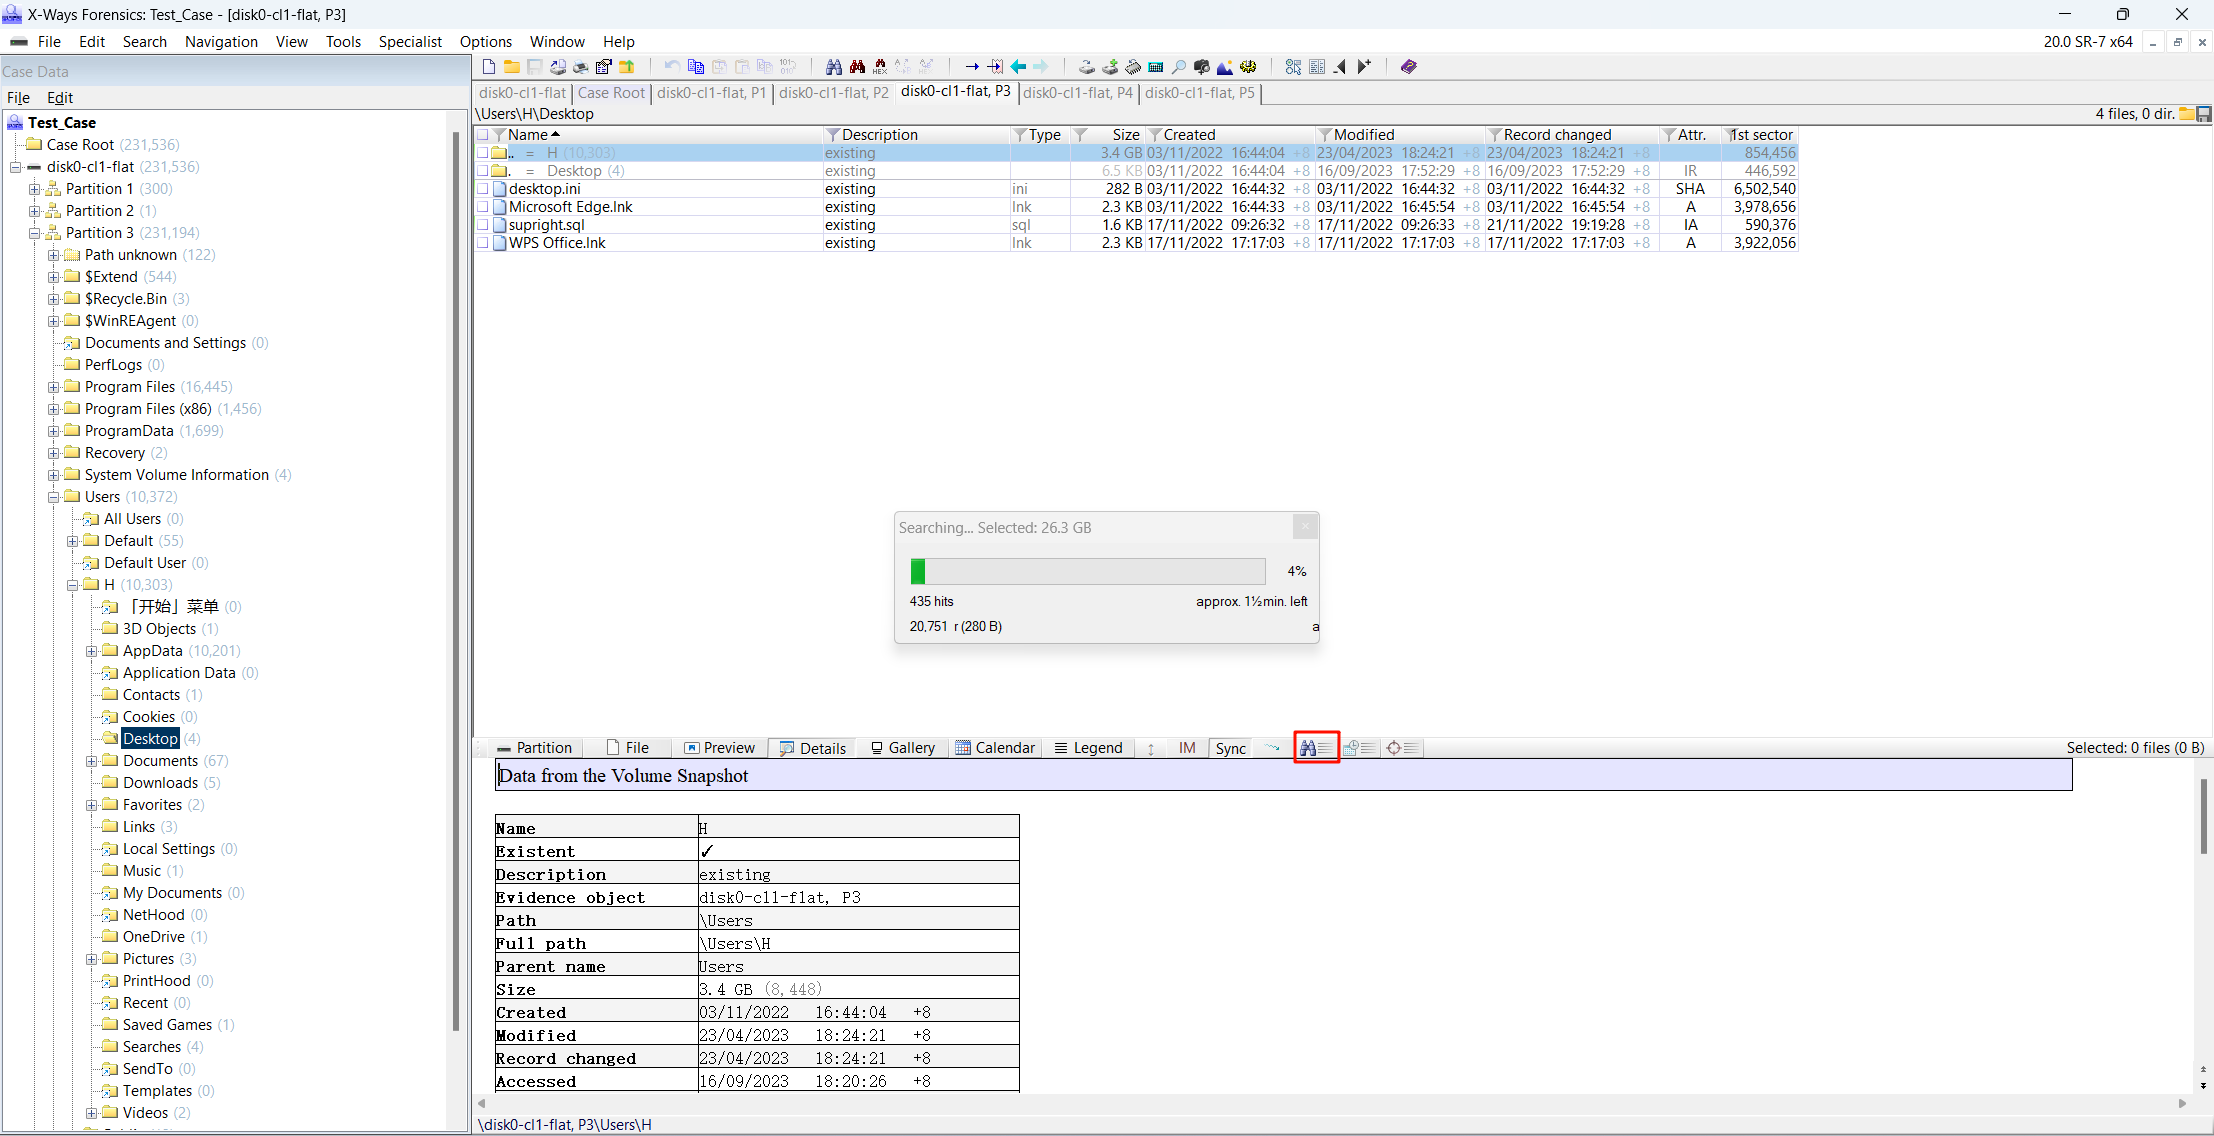 X-Ways Forensics: Test_Case - [disk0-cl1-flat, P3]
File Edit Search Navigation View Tools Specialist Options Window Help
20.0 SR-7 x64
Case Data
File Edit
Test_Case
Case Root (231,536)
disk0-cl1-flat (231,536)
Partition 1 (300)
Partition 2 (1)
Partition 3 (231,194)
Path unknown (122)
$Extend (544)
$Recycle.Bin (3)
$WinREAgent (0)
Documents and Settings (0)
PerfLogs (0)
Program Files (16,445)
Program Files (x86) (1,456)
ProgramData (1,699)
Recovery (2)
System Volume Information (4)
Users (10,372)
All Users (0)
Default (55)
Default User (0)
H (10,303)
「开始」菜单 (0)
3D Objects (1)
AppData (10,201)
Application Data (0)
Contacts (1)
Cookies (0)
Desktop (4)
Documents (67)
Downloads (5)
Favorites (2)
Links (3)
Local Settings (0)
Music (1)
My Documents (0)
NetHood (0)
OneDrive (1)
Pictures (3)
PrintHood (0)
Recent (0)
Saved Games (1)
Searches (4)
SendTo (0)
Templates (0)
Videos (2)
disk0-cl1-flat Case Root disk0-cl1-flat, P1 disk0-cl1-flat, P2 disk0-cl1-flat, P3 disk0-cl1-flat, P4 disk0-cl1-flat, P5
\Users\H\Desktop
4 files, 0 dir.
Name Description Type Size Created Modified Record changed Attr. 1st sector
.. = H (10,303) existing 3.4 GB 03/11/2022 16:44:04 +8 23/04/2023 18:24:21 +8 23/04/2023 18:24:21 +8 854,456
. = Desktop (4) existing 6.5 KB 03/11/2022 16:44:04 +8 16/09/2023 17:52:29 +8 16/09/2023 17:52:29 +8 IR 446,592
desktop.ini existing ini 282 B 03/11/2022 16:44:32 +8 03/11/2022 16:44:32 +8 03/11/2022 16:44:32 +8 SHA 6,502,540
Microsoft Edge.lnk existing lnk 2.3 KB 03/11/2022 16:44:33 +8 03/11/2022 16:45:54 +8 03/11/2022 16:45:54 +8 A 3,978,656
supright.sql existing sql 1.6 KB 17/11/2022 09:26:32 +8 17/11/2022 09:26:33 +8 21/11/2022 19:19:28 +8 IA 590,376
WPS Office.lnk existing lnk 2.3 KB 17/11/2022 17:17:03 +8 17/11/2022 17:17:03 +8 17/11/2022 17:17:03 +8 A 3,922,056
Searching... Selected: 26.3 GB
4%
435 hits approx. 1½min. left
20,751 r (280 B) a
Partition File Preview Details Gallery Calendar Legend IM Sync
Selected: 0 files (0 B)
Data from the Volume Snapshot
Name H
Existent ✓
Description existing
Evidence object disk0-cl1-flat, P3
Path \Users
Full path \Users\H
Parent name Users
Size 3.4 GB (8,448)
Created 03/11/2022 16:44:04 +8
Modified 23/04/2023 18:24:21 +8
Record changed 23/04/2023 18:24:21 +8
Accessed 16/09/2023 18:20:26 +8
\disk0-cl1-flat, P3\Users\H